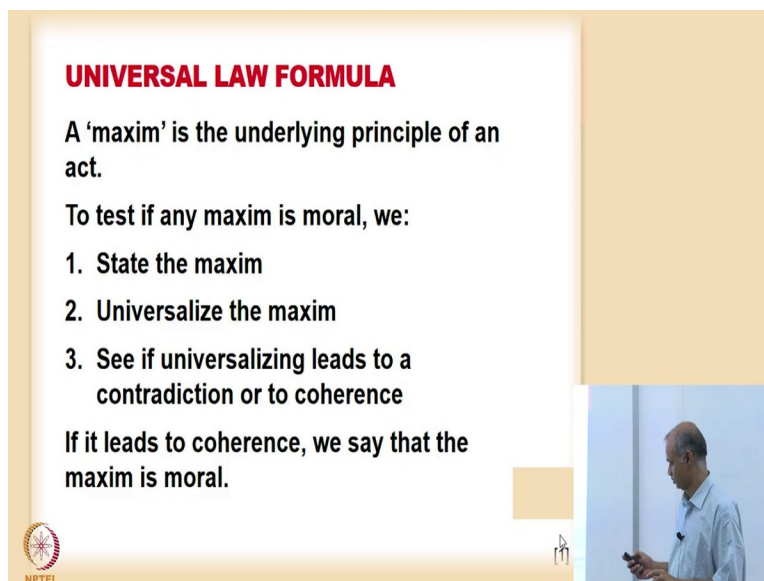 UNIVERSAL LAW FORMULA
A ‘maxim’ is the underlying principle of an
act.
To test if any maxim is moral, we:
1. State the maxim
2. Universalize the maxim
3. See if universalizing leads to a
contradiction or to coherence
If it leads to coherence, we say that the
maxim is moral.
NPTEL
[1]